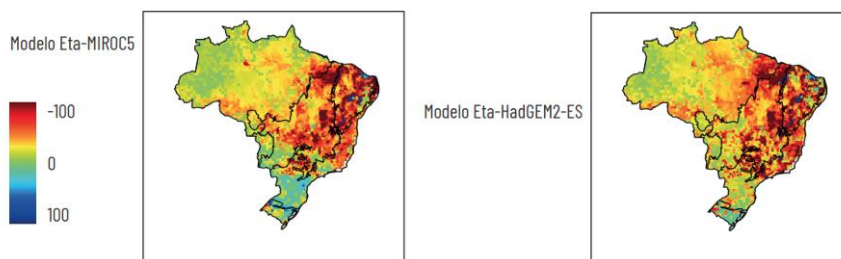 Modelo Eta-MIROC5
-100
0
100
Modelo Eta-HadGEM2-ES